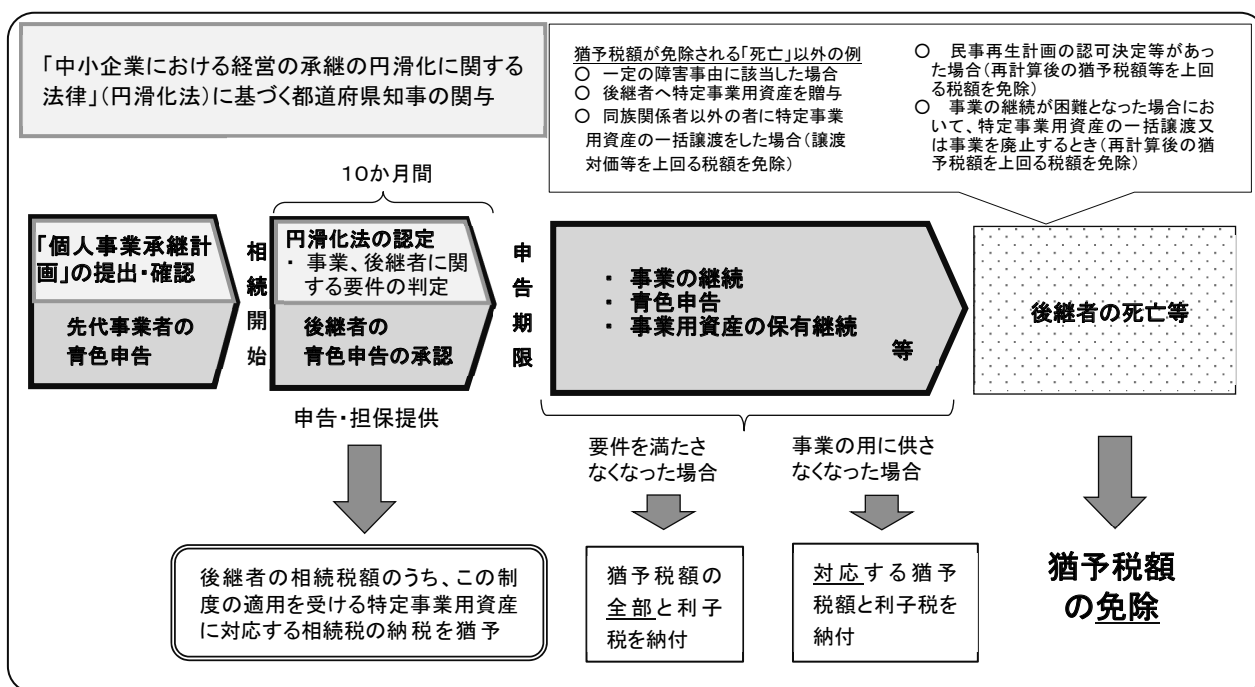 「中小企業における経営の承継の円滑化に関する
法律」(円滑化法)に基づく都道府県知事の関与
猶予税額が免除される「死亡」以外の例
○ 一定の障害事由に該当した場合
○ 後継者へ特定事業用資産を贈与
○ 同族関係者以外の者に特定事業
用資産の一括譲渡をした場合(譲渡
対価等を上回る税額を免除)
○ 民事再生計画の認可決定等があっ
た場合(再計算後の猶予税額等を上回
る税額を免除)
○ 事業の継続が困難となった場合にお
いて、特定事業用資産の一括譲渡又
は事業を廃止するとき(再計算後の猶
予税額を上回る税額を免除)
10か月間
「個人事業承継計
画」の提出・確認
先代事業者の
青色申告
相続開始
円滑化法の認定
・ 事業、後継者に関
する要件の判定
後継者の
青色申告の承認
申告期限
・ 事業の継続
・ 青色申告
・ 事業用資産の保有継続
等
後継者の死亡等
申告・担保提供
要件を満たさ
なくなった場合
事業の用に供さ
なくなった場合
後継者の相続税額のうち、この制
度の適用を受ける特定事業用資産
に対応する相続税の納税を猶予
猶予税額の
全部と利子
税を納付
対応する猶予
税額と利子税を
納付
猶予税額
の免除